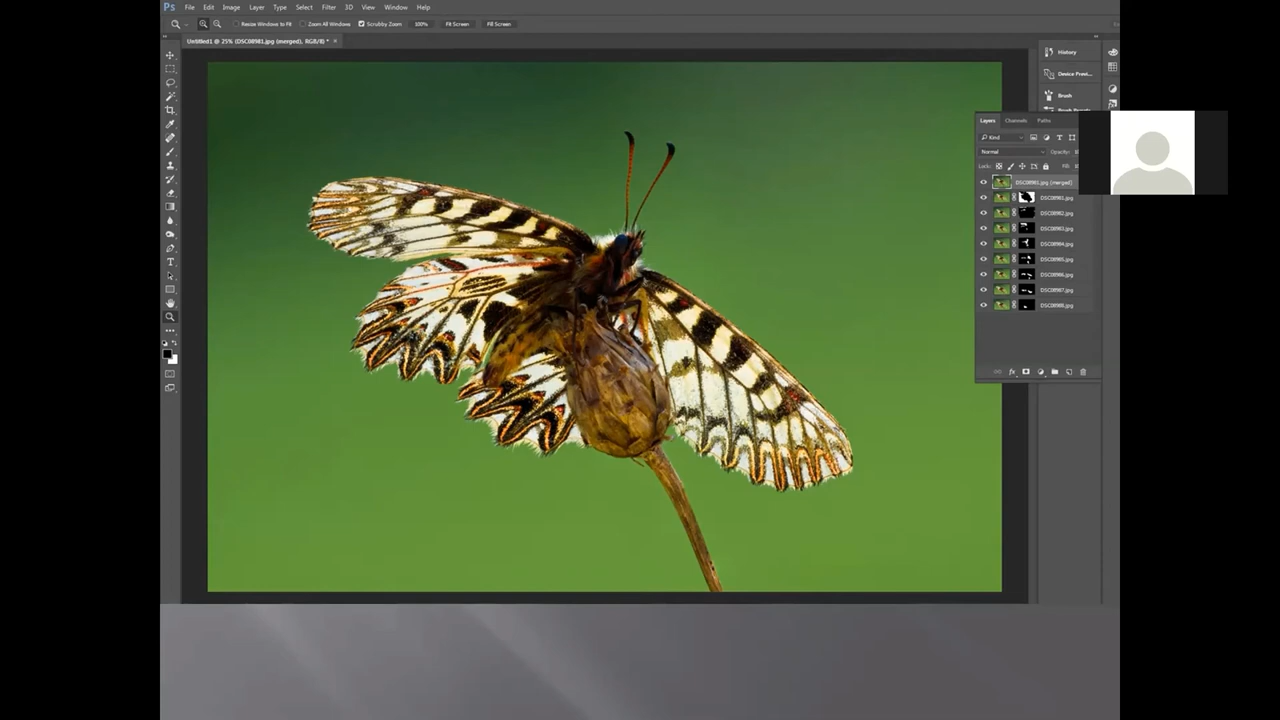 Ps File Edit Image Layer Type Select Filter 3D View Window Help
Resize Windows to Fit Zoom All Windows Scrubby Zoom 100% Fit Screen Fill Screen
Untitled1 @ 25% (DSC08981.jpg (merged), RGB/8) * ×
History
Device Previ...
Brush
Layers Channels Paths
Kind
Normal Opacity:
Lock: Fill:
DSC08981.jpg (merged)
DSC08981.jpg
DSC08982.jpg
DSC08983.jpg
DSC08984.jpg
DSC08985.jpg
DSC08986.jpg
DSC08987.jpg
DSC08988.jpg
fx